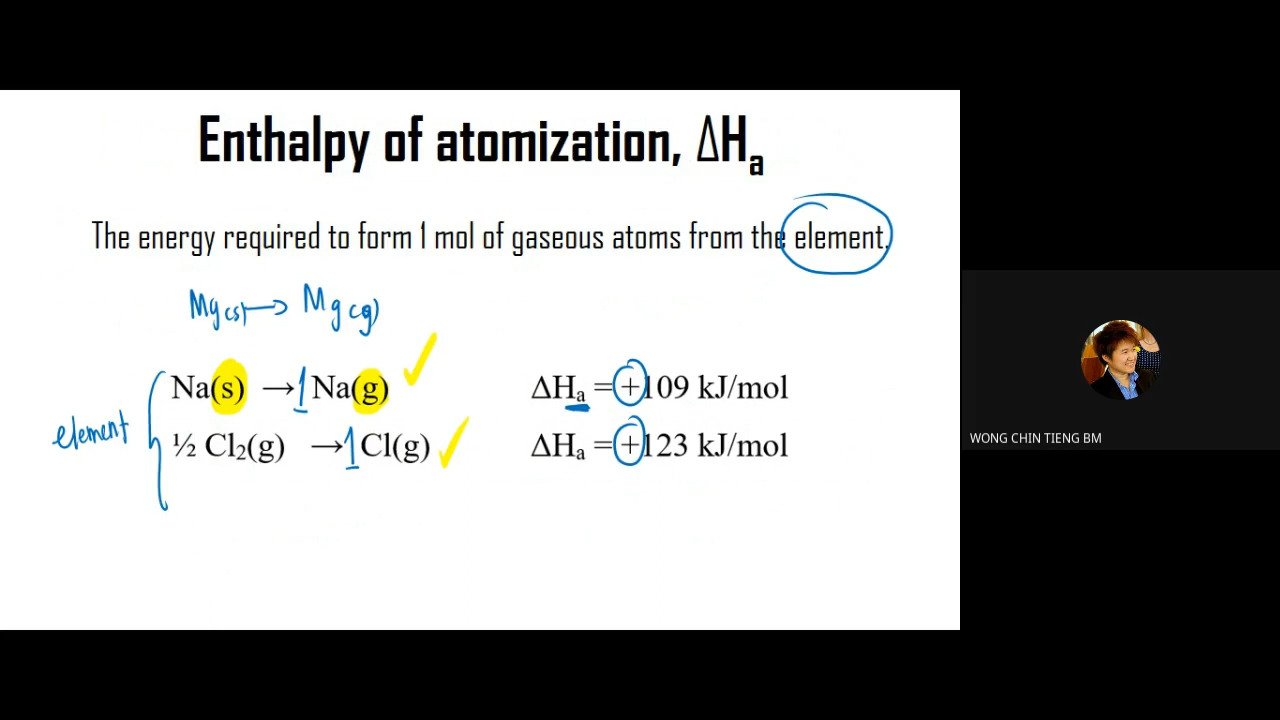 Enthalpy of atomization, ΔHₐ
The energy required to form 1 mol of gaseous atoms from the element.
Mg(s) → Mg(g)
Na(s) → 1 Na(g) ΔHₐ = +109 kJ/mol
element
½ Cl₂(g) → 1 Cl(g) ΔHₐ = +123 kJ/mol
WONG CHIN TIENG BM